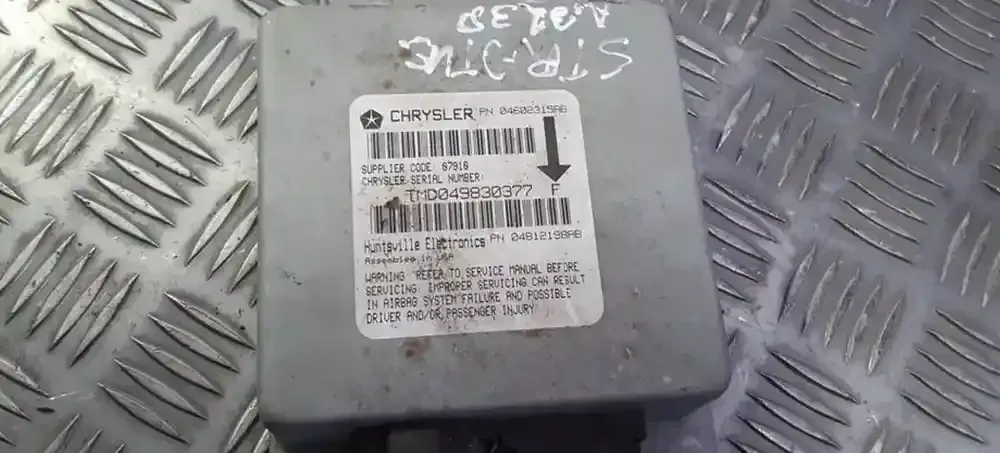 CHRYSLER PN 04602319AB
SUPPLIER CODE 07910
CHRYSLER SERIAL NUMBER:
TMD049830377 F
Huntsville Electronics PN 04812198AB
Assembled in USA
WARNING REFER TO SERVICE MANUAL BEFORE
SERVICING. IMPROPER SERVICING CAN RESULT
IN AIRBAG SYSTEM FAILURE AND POSSIBLE
DRIVER AND/OR PASSENGER INJURY